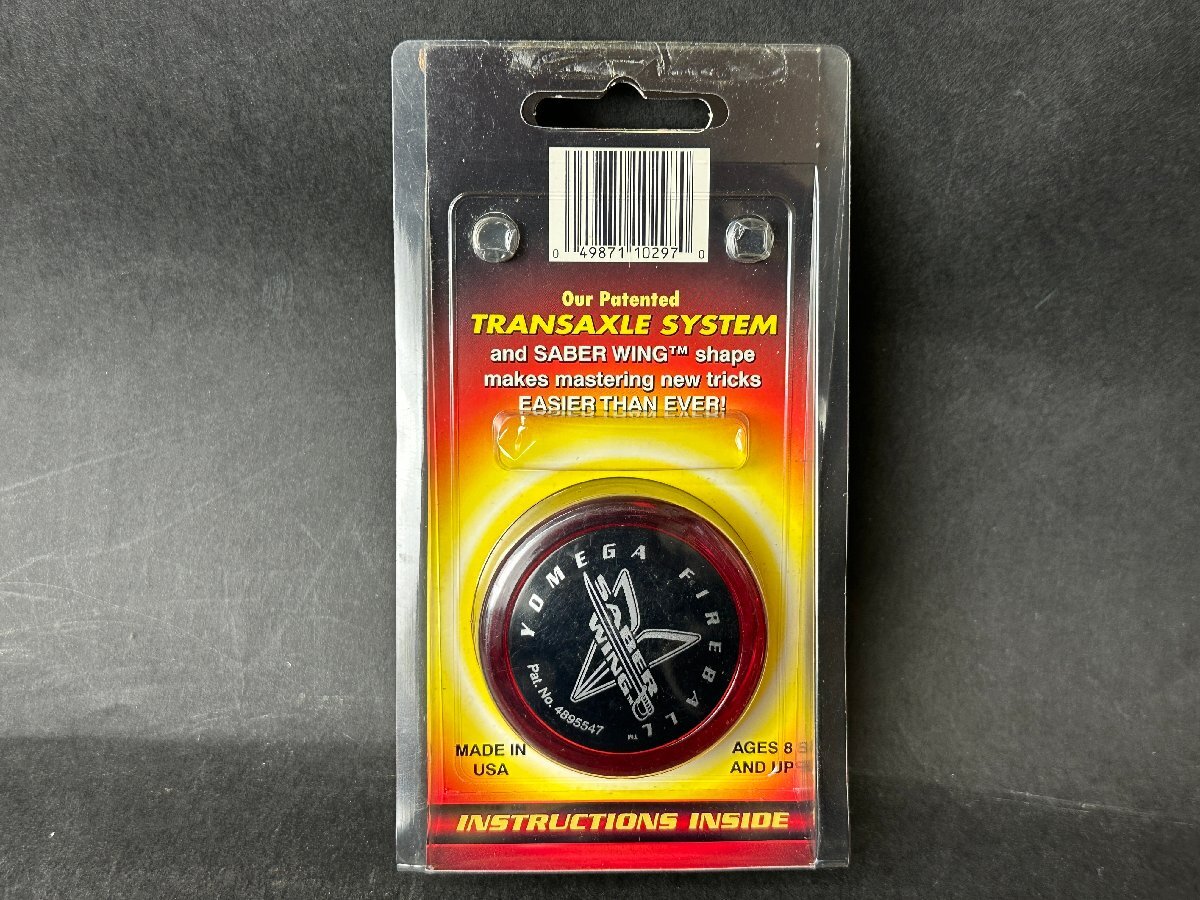 0 49871 10297 0
Our Patented
TRANSAXLE SYSTEM
and SABER WING™ shape
makes mastering new tricks
EASIER THAN EVER!
YOMEGA FIREBALL™
SABER
WING
Pat. No. 4895547
MADE IN
USA
AGES 8
AND UP
INSTRUCTIONS INSIDE